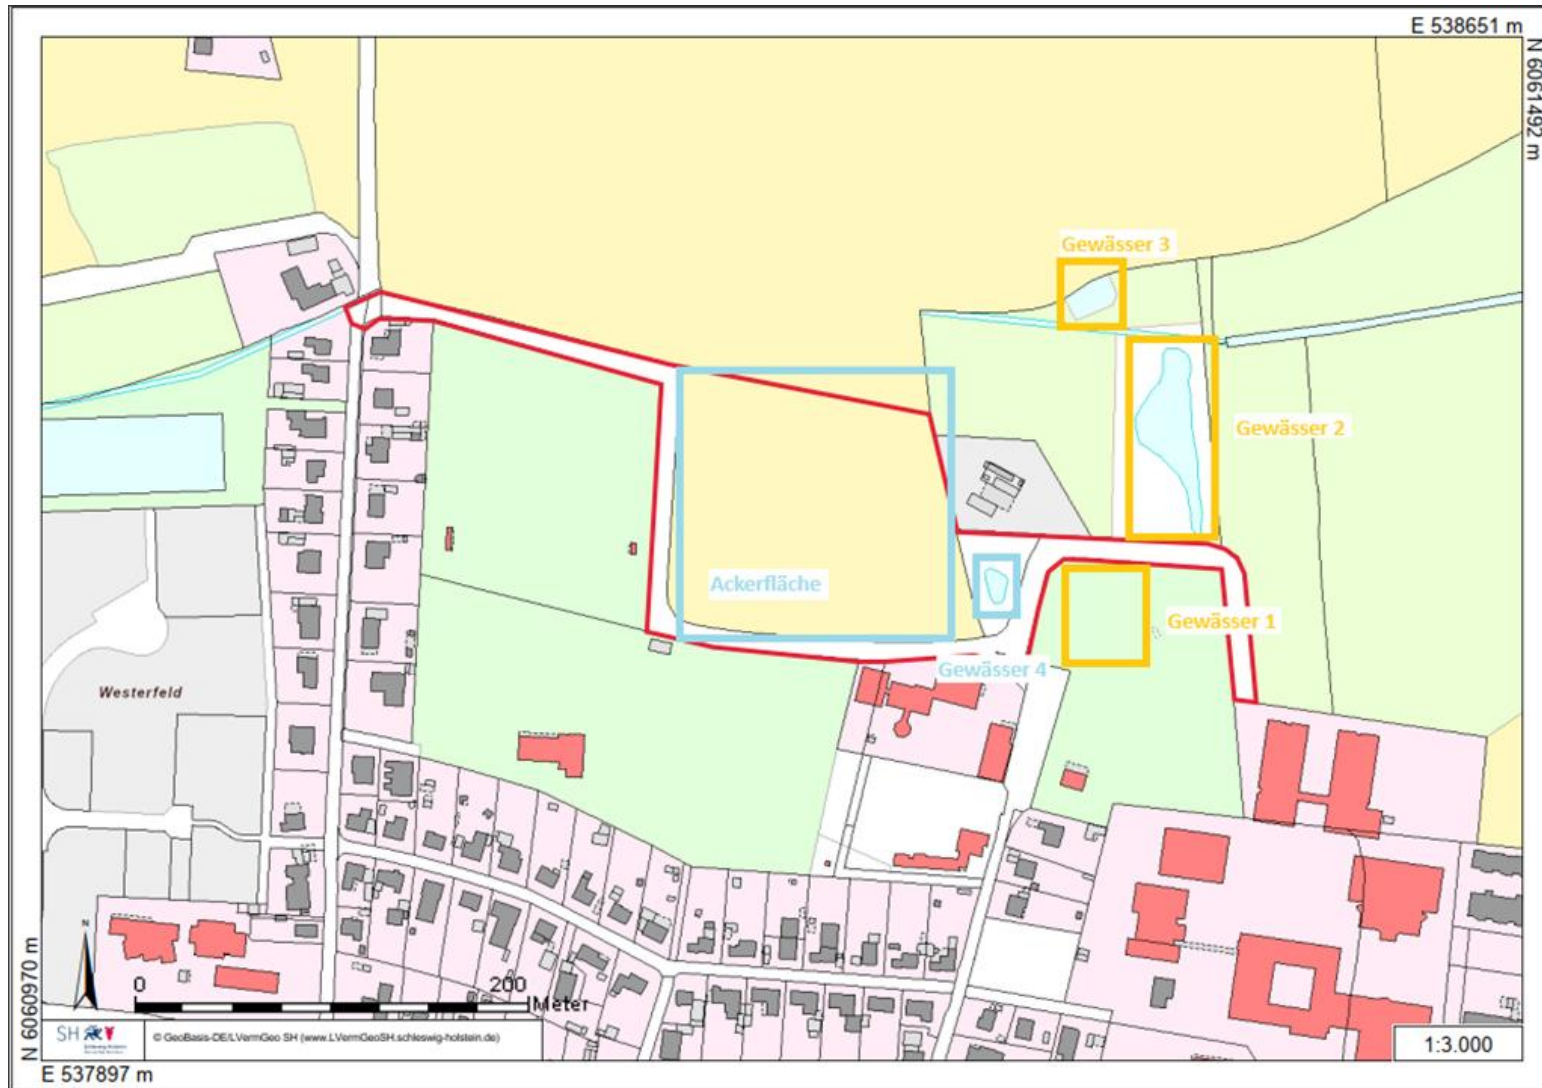 E 538651 m
N 6061492 m
Gewässer 3
Gewässer 2
Ackerfläche
Gewässer 1
Gewässer 4
Westerfeld
N
0
200
Meter
N 6060970 m
SH
© GeoBasis-DE/LVermGeo SH (www.LVermGeoSH.schleswig-holstein.de)
1:3.000
E 537897 m